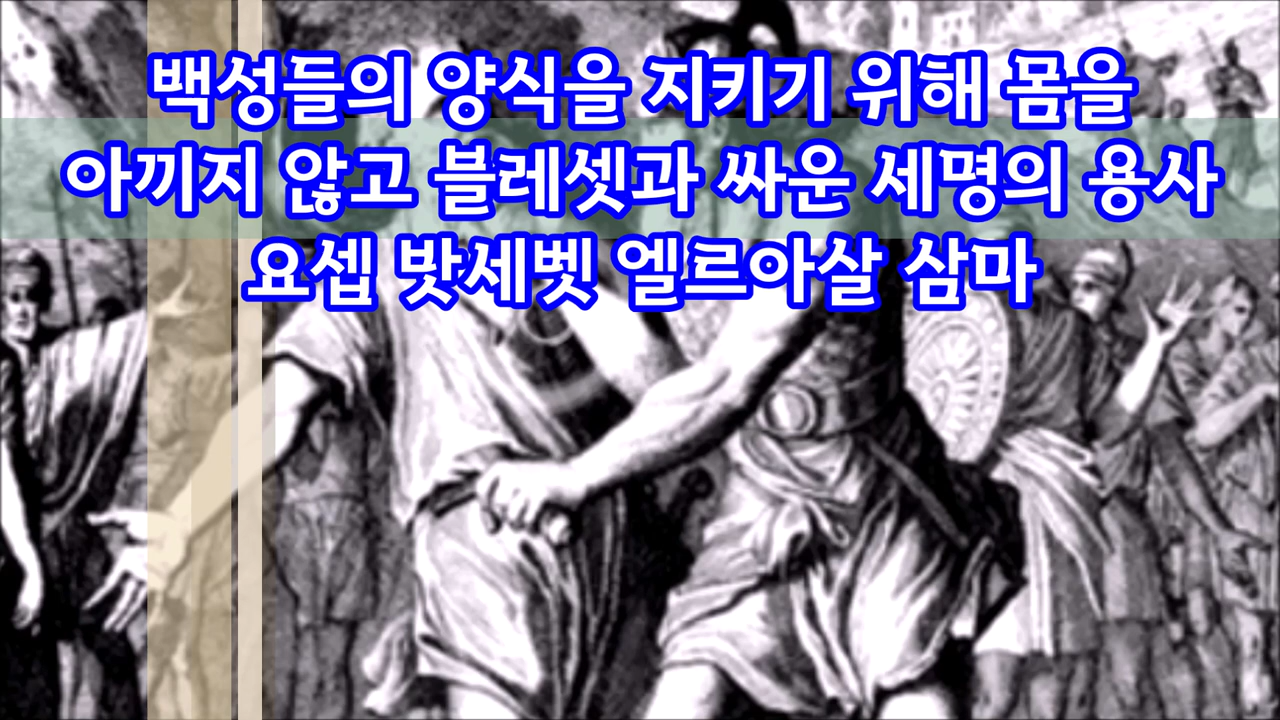 백성들의 양식을 지키기 위해 몸을
아끼지 않고 블레셋과 싸운 세명의 용사
요셉 밧세벳 엘르아살 삼마